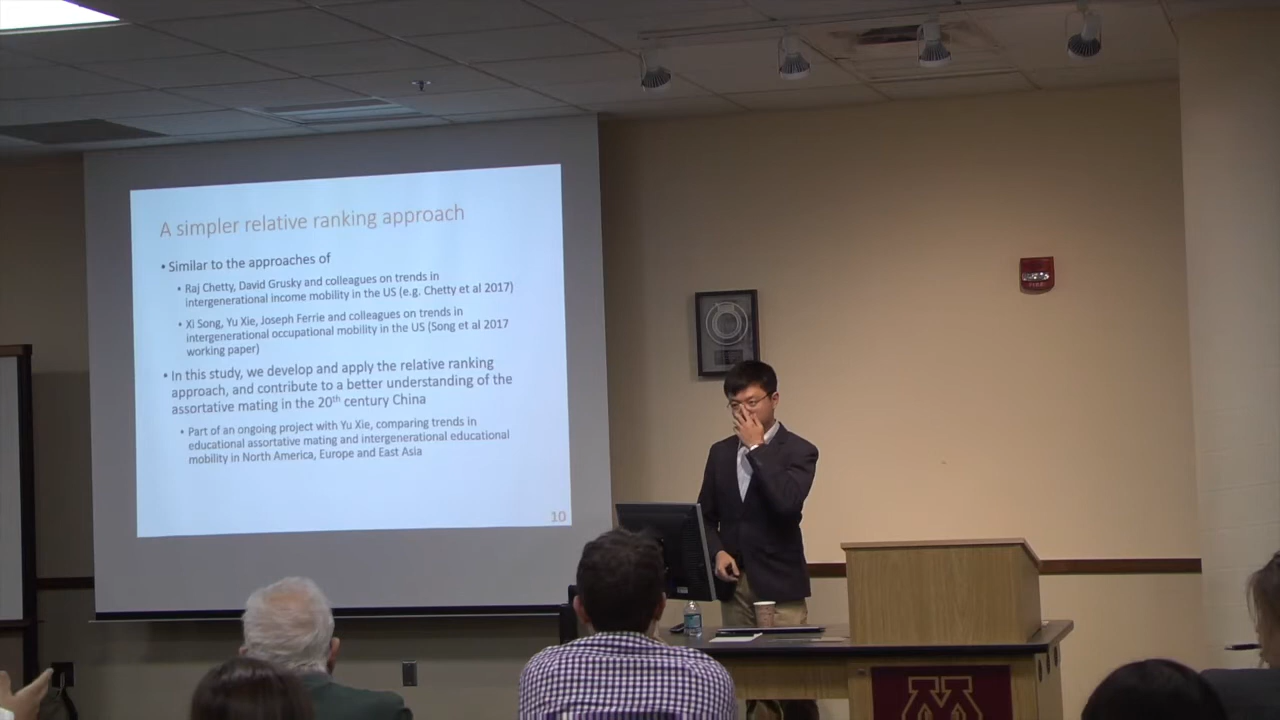 A simpler relative ranking approach
• Similar to the approaches of
• Raj Chetty, David Grusky and colleagues on trends in
intergenerational income mobility in the US (e.g. Chetty et al 2017)
• Xi Song, Yu Xie, Joseph Ferrie and colleagues on trends in
intergenerational occupational mobility in the US (Song et al 2017
working paper)
• In this study, we develop and apply the relative ranking
approach, and contribute to a better understanding of the
assortative mating in the 20th century China
• Part of an ongoing project with Yu Xie, comparing trends in
educational assortative mating and intergenerational educational
mobility in North America, Europe and East Asia
10
FIRE
M